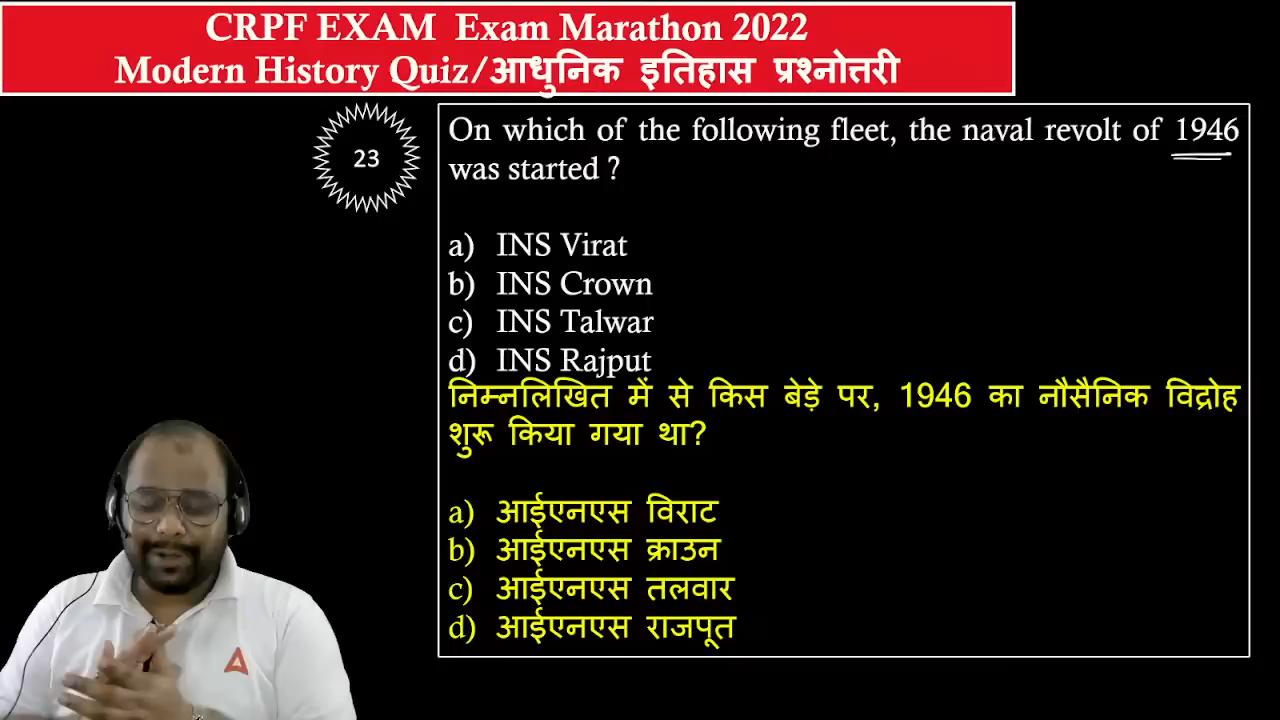 CRPF EXAM Exam Marathon 2022
Modern History Quiz/आधुनिक इतिहास प्रश्नोत्तरी
23
On which of the following fleet, the naval revolt of 1946
was started ?
a) INS Virat
b) INS Crown
c) INS Talwar
d) INS Rajput
निम्नलिखित में से किस बेड़े पर, 1946 का नौसैनिक विद्रोह
शुरू किया गया था?
a) आईएनएस विराट
b) आईएनएस क्राउन
c) आईएनएस तलवार
d) आईएनएस राजपूत